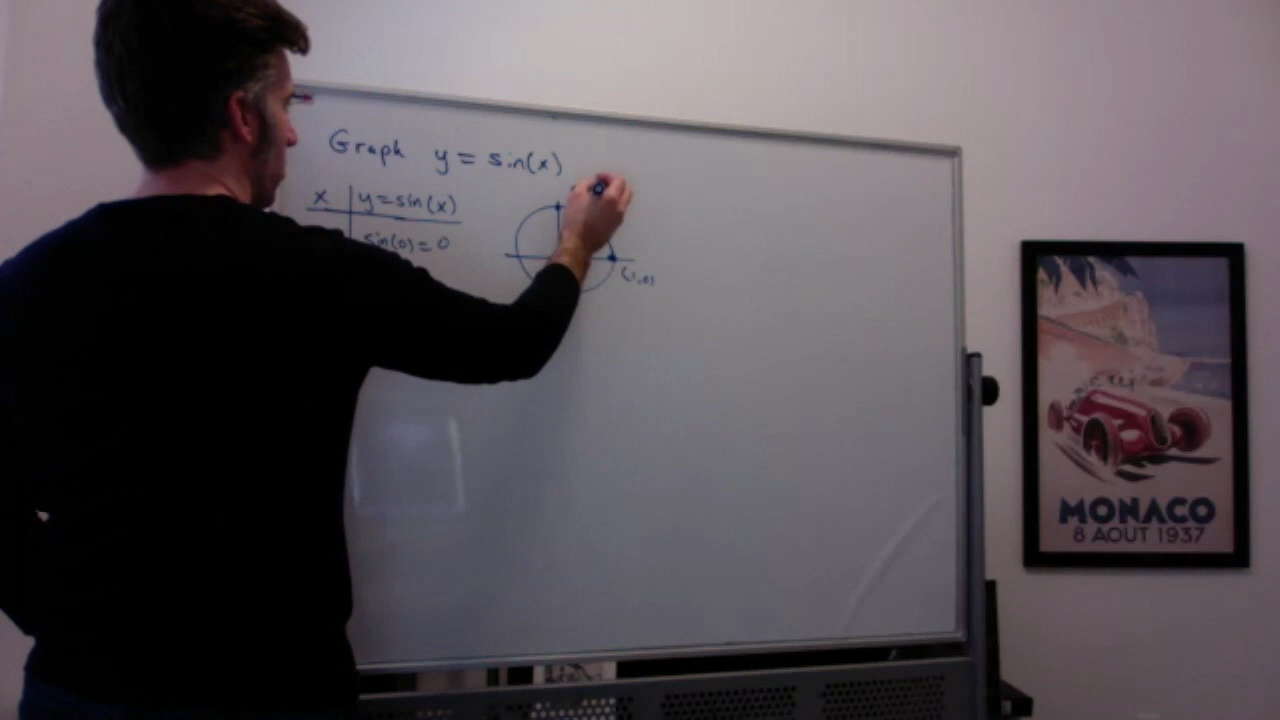 Graph y = sin(x)
x y=sin(x)
sin(0)=0
(1,0)
MONACO
8 AOUT 1937